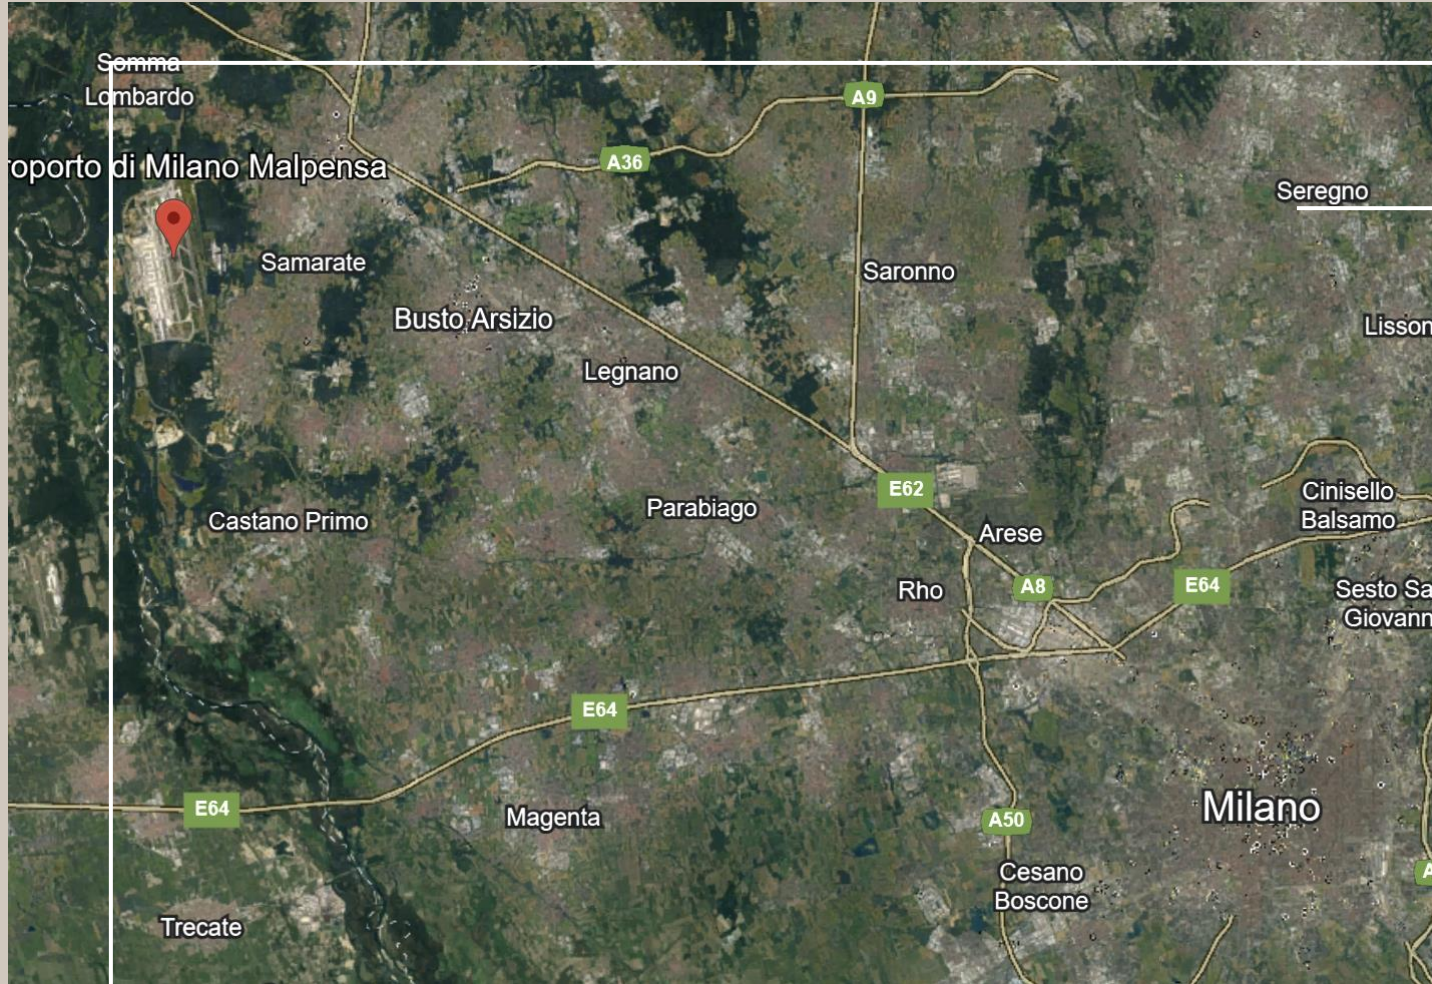 Somma
Lombardo
A9
roporto di Milano Malpensa
A36
Seregno
Samarate
Saronno
Busto Arsizio
Lisson
Legnano
E62
Cinisello
Balsamo
Parabiago
Castano Primo
Arese
Rho
A8
E64
Sesto Sa
Giovann
E64
E64
Magenta
Milano
A50
Cesano
Boscone
A
Trecate